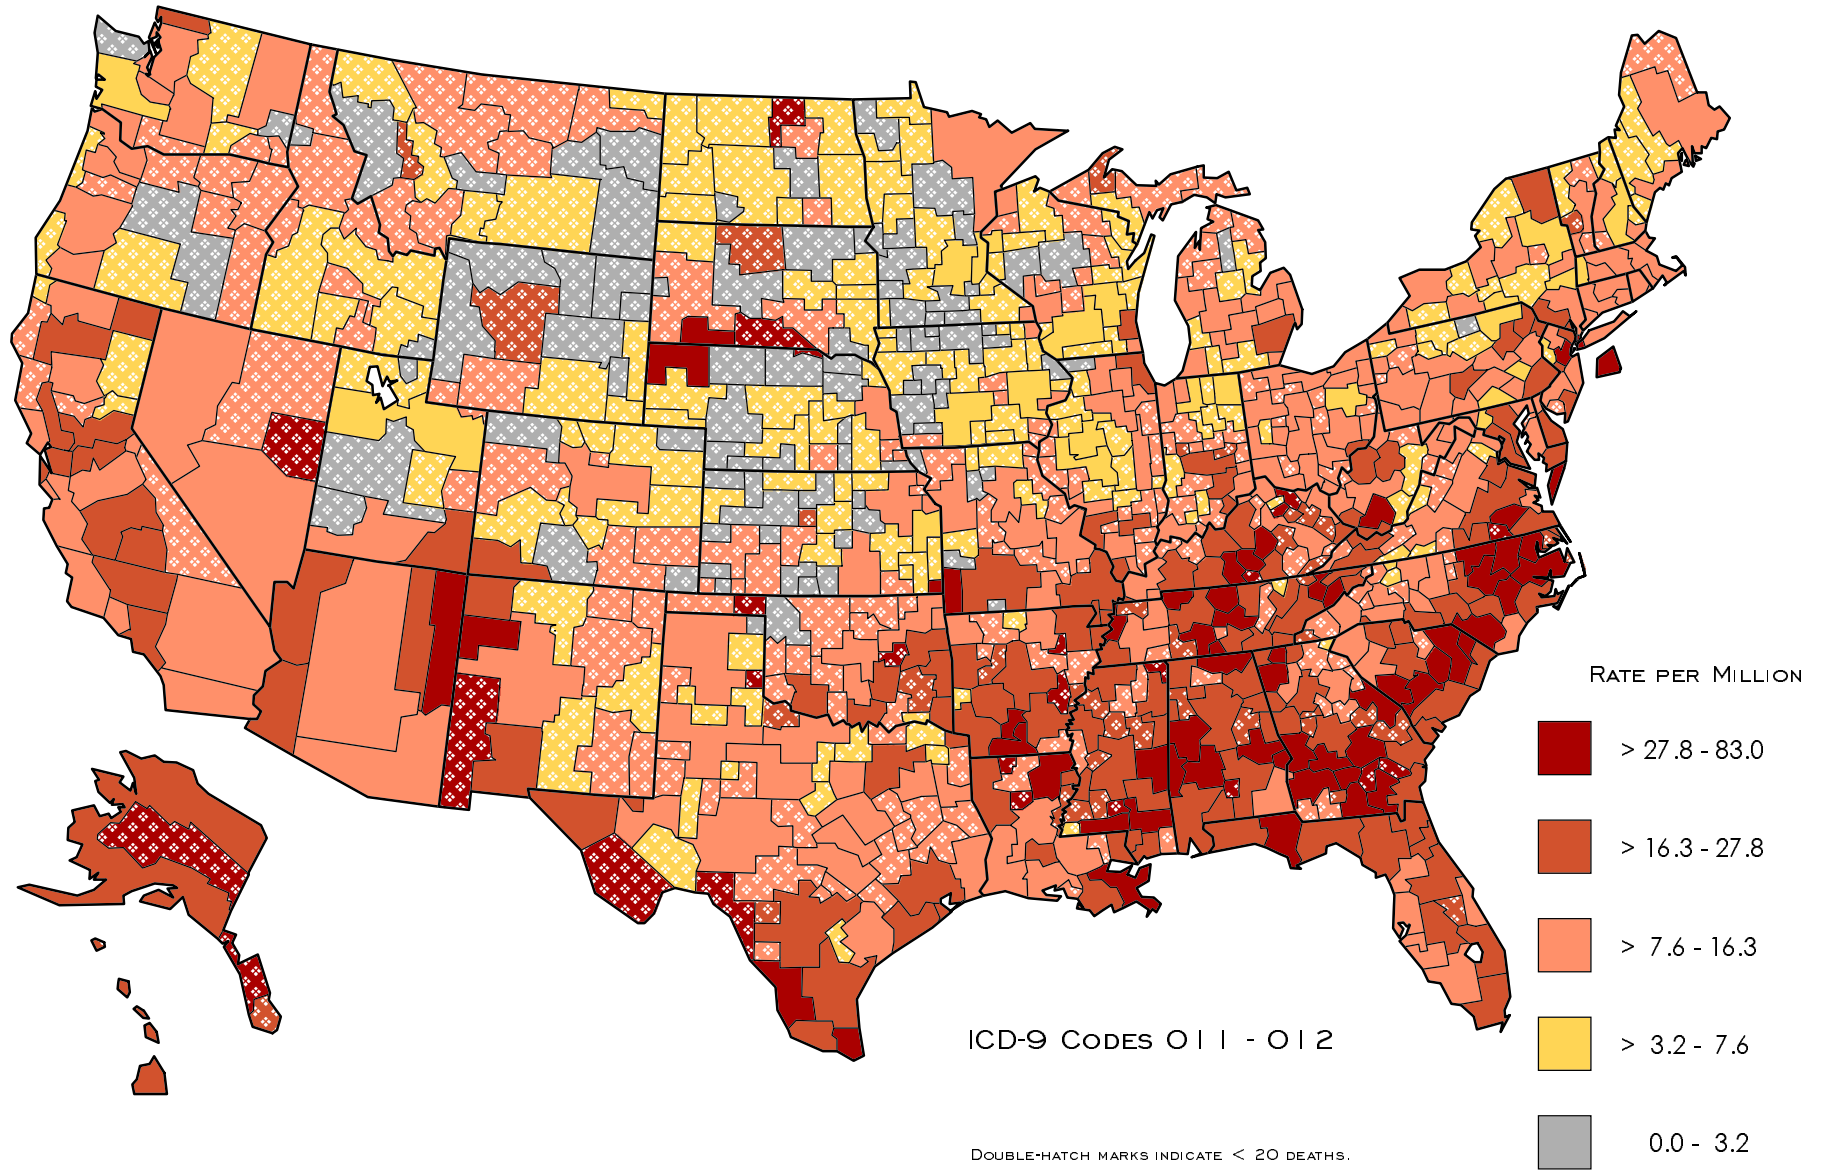 Rate per Million
> 27.8 - 83.0
> 16.3 - 27.8
> 7.6 - 16.3
> 3.2 - 7.6
0.0 - 3.2
ICD-9 Codes 011 - 012
Double-hatch marks indicate < 20 deaths.